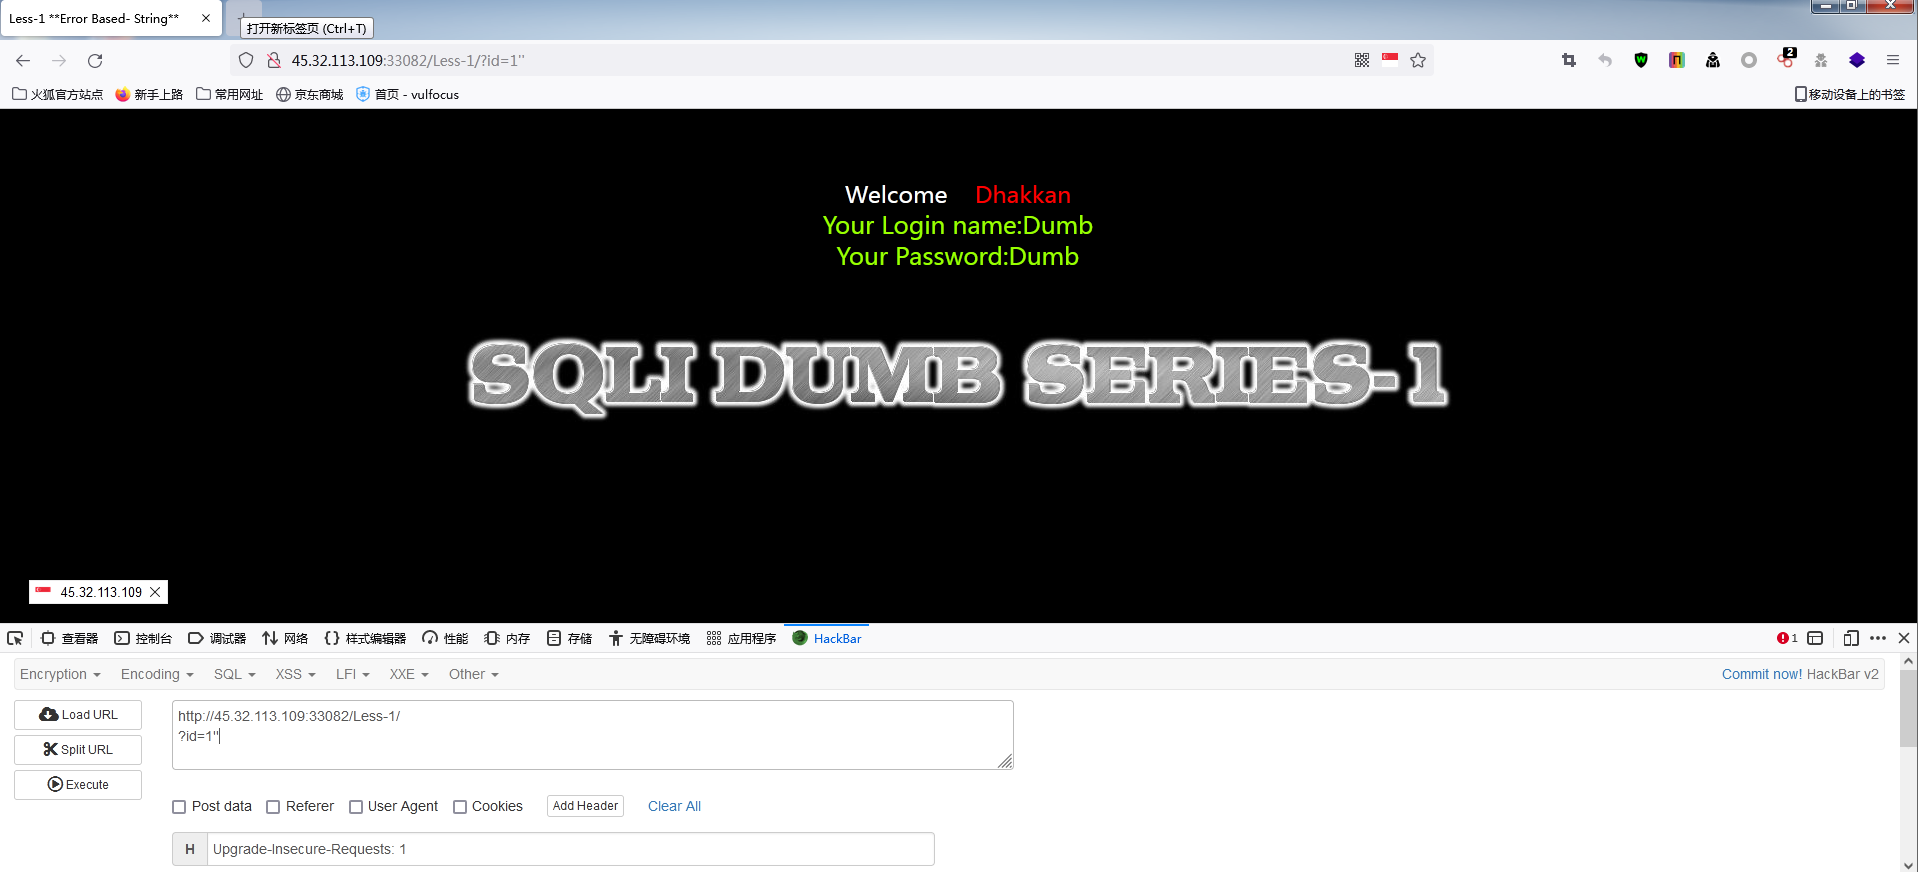 Less-1 **Error Based- String**
打开新标签页 (Ctrl+T)
45.32.113.109:33082/Less-1/?id=1''
2
火狐官方站点 新手上路 常用网址 京东商城 首页 - vulfocus 移动设备上的书签
Welcome Dhakkan
Your Login name:Dumb
Your Password:Dumb
SQLI DUMB SERIES-1
45.32.113.109
查看器 控制台 调试器 网络 样式编辑器 性能 内存 存储 无障碍环境 应用程序 HackBar 1
Encryption Encoding SQL XSS LFI XXE Other Commit now! HackBar v2
Load URL
Split URL
Execute
http://45.32.113.109:33082/Less-1/
?id=1''
Post data Referer User Agent Cookies Add Header Clear All
H Upgrade-Insecure-Requests: 1